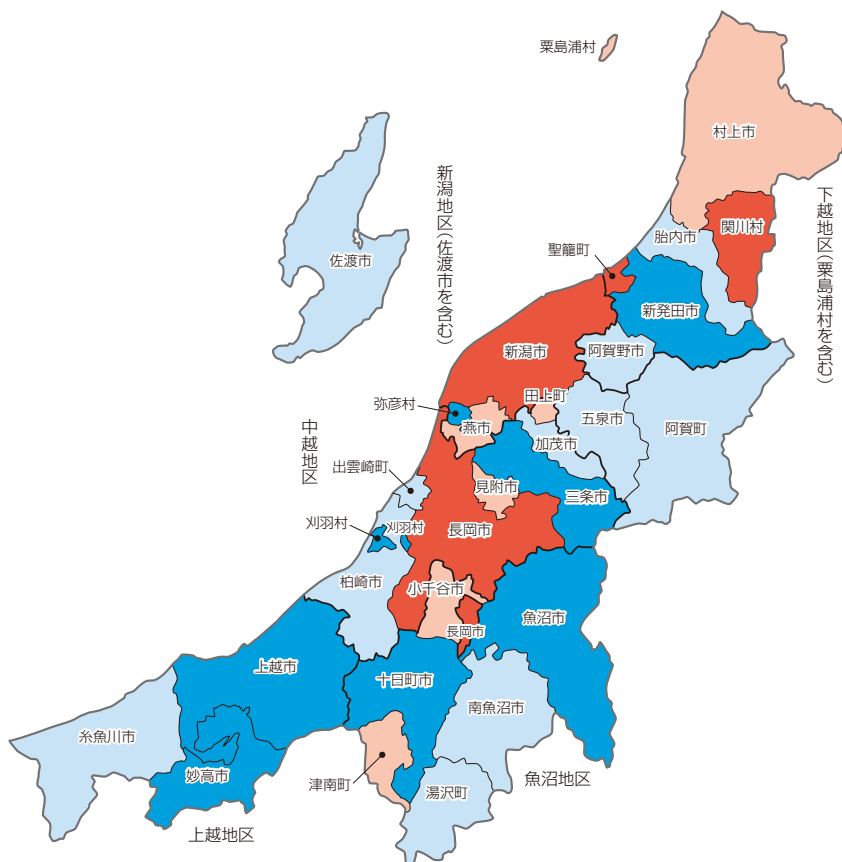 粟島浦村
村上市
新潟地区(佐渡市を含む)
下越地区(粟島浦村を含む)
関川村
胎内市
聖籠町
佐渡市
新発田市
新潟市
阿賀野市
弥彦村
田上町
燕市
五泉市
阿賀町
中越地区
加茂市
出雲崎町
見附市
三条市
刈羽村
刈羽村
長岡市
柏崎市
小千谷市
魚沼市
長岡市
上越市
十日町市
南魚沼市
糸魚川市
妙高市
津南町
湯沢町
魚沼地区
上越地区